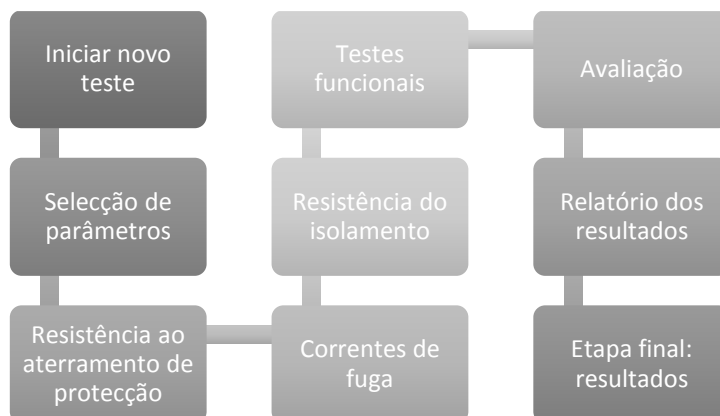 Iniciar novo
teste
Selecção de
parâmetros
Resistência ao
aterramento de
protecção
Correntes de
fuga
Resistência do
isolamento
Testes
funcionais
Avaliação
Relatório dos
resultados
Etapa final:
resultados